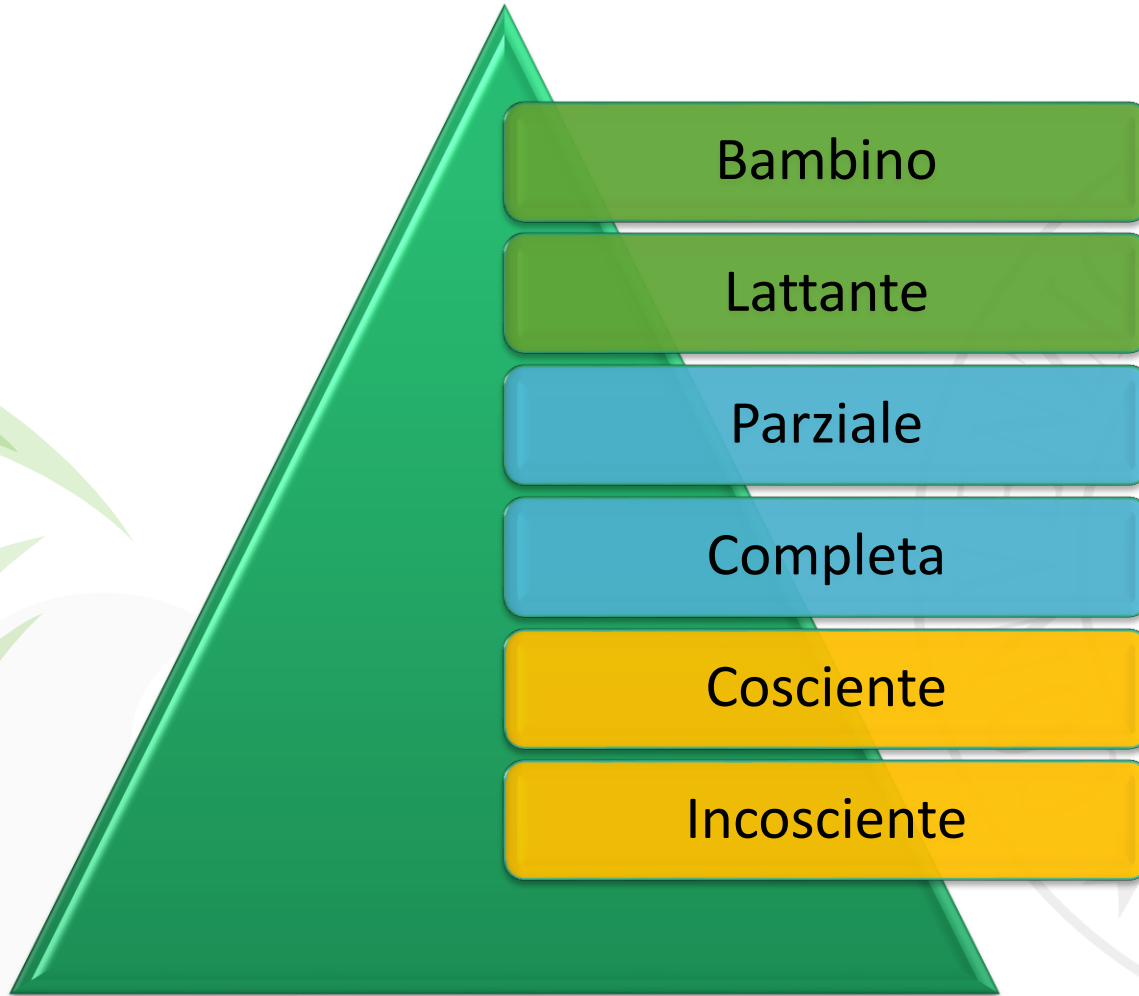 Bambino
Lattante
Parziale
Completa
Cosciente
Incosciente